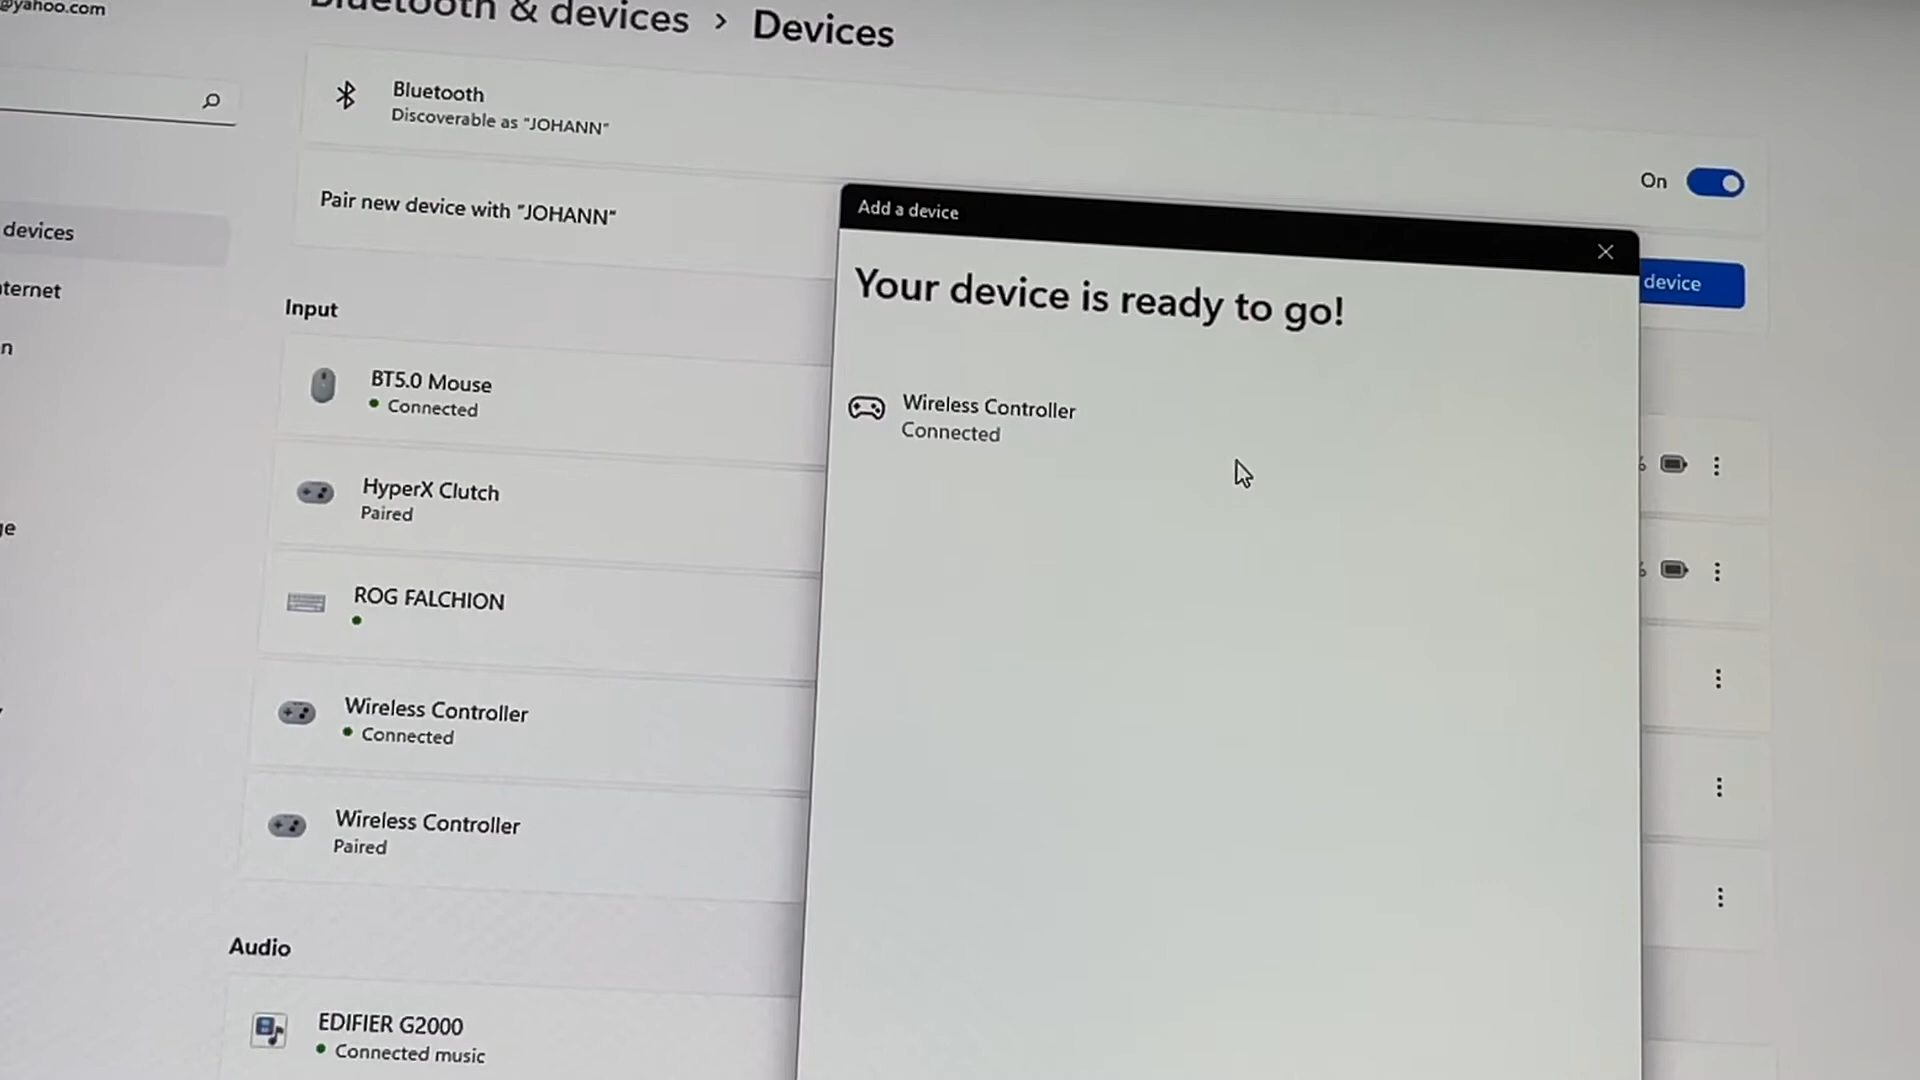 @yahoo.com
Bluetooth & devices > Devices
Bluetooth
Discoverable as "JOHANN"
On
Pair new device with "JOHANN"
device
devices
Input
BT5.0 Mouse
Connected
HyperX Clutch
Paired
ROG FALCHION
Wireless Controller
Connected
Wireless Controller
Paired
Audio
EDIFIER G2000
Connected music
Add a device
Your device is ready to go!
Wireless Controller
Connected